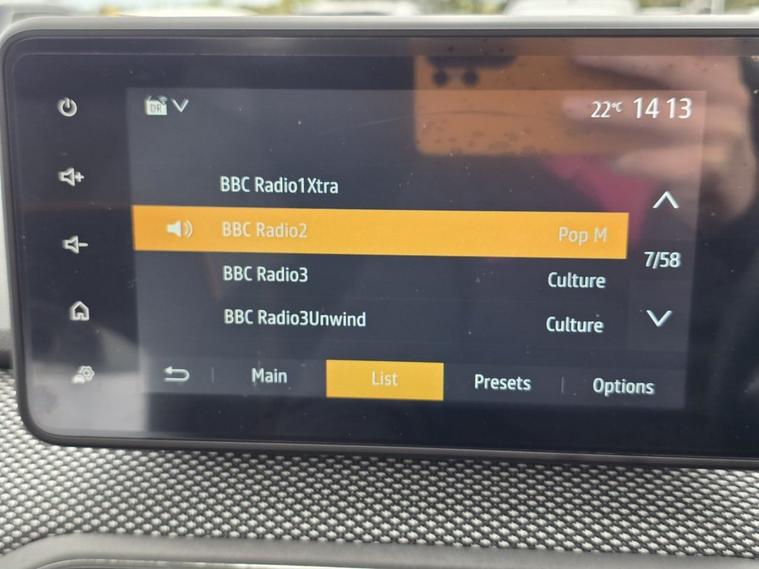 DR
22°C 14 13
BBC Radio1Xtra
BBC Radio2 Pop M
BBC Radio3 Culture
7/58
BBC Radio3Unwind Culture
Main List Presets Options